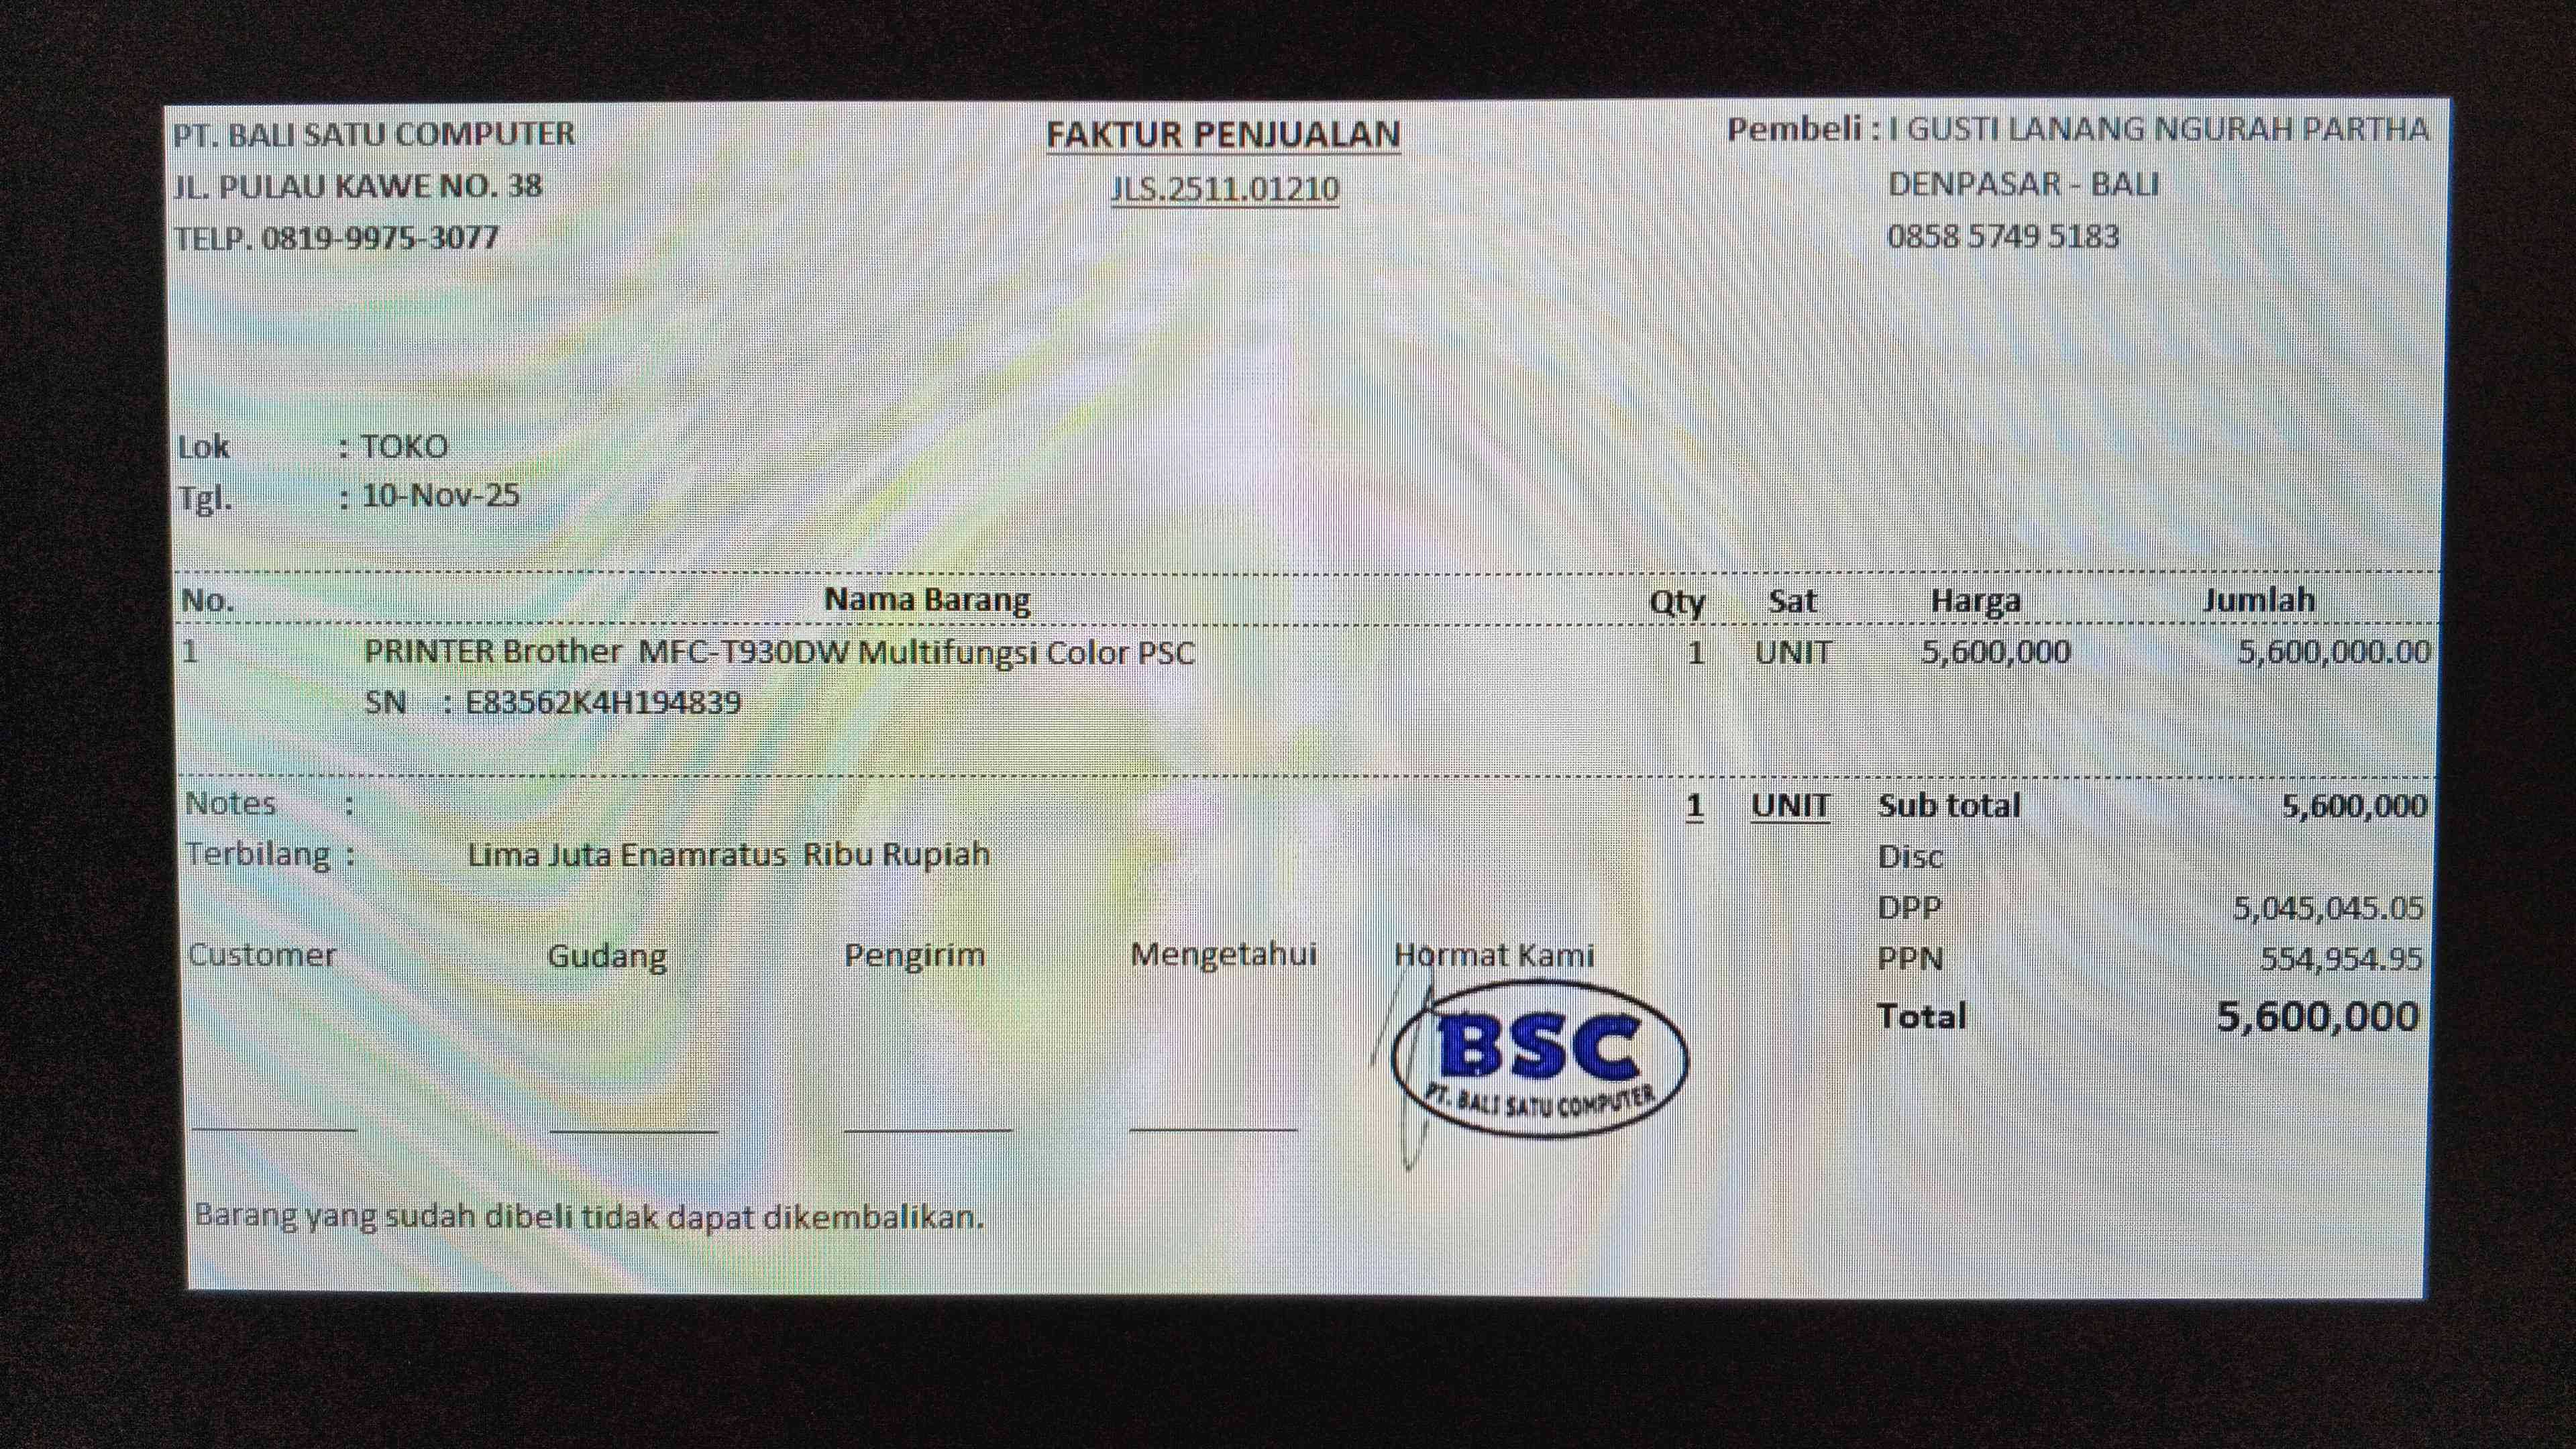 PT. BALI SATU COMPUTER
JL. PULAU KAWE NO. 38
TELP. 0819-9975-3077
FAKTUR PENJUALAN
JLS.2511.01210
Pembeli : I GUSTI LANANG NGURAH PARTHA
DENPASAR - BALI
0858 5749 5183
Lok : TOKO
Tgl. : 10-Nov-25
No. Nama Barang Qty Sat Harga Jumlah
1 PRINTER Brother MFC-T930DW Multifungsi Color PSC 1 UNIT 5,600,000 5,600,000.00
SN : E83562K4H194839
Notes : 1 UNIT Sub total 5,600,000
Terbilang : Lima Juta Enamratus Ribu Rupiah Disc
DPP 5,045,045.05
Customer Gudang Pengirim Mengetahui Hormat Kami PPN 554,954.95
Total 5,600,000
BSC
PT. BALI SATU COMPUTER
Barang yang sudah dibeli tidak dapat dikembalikan.